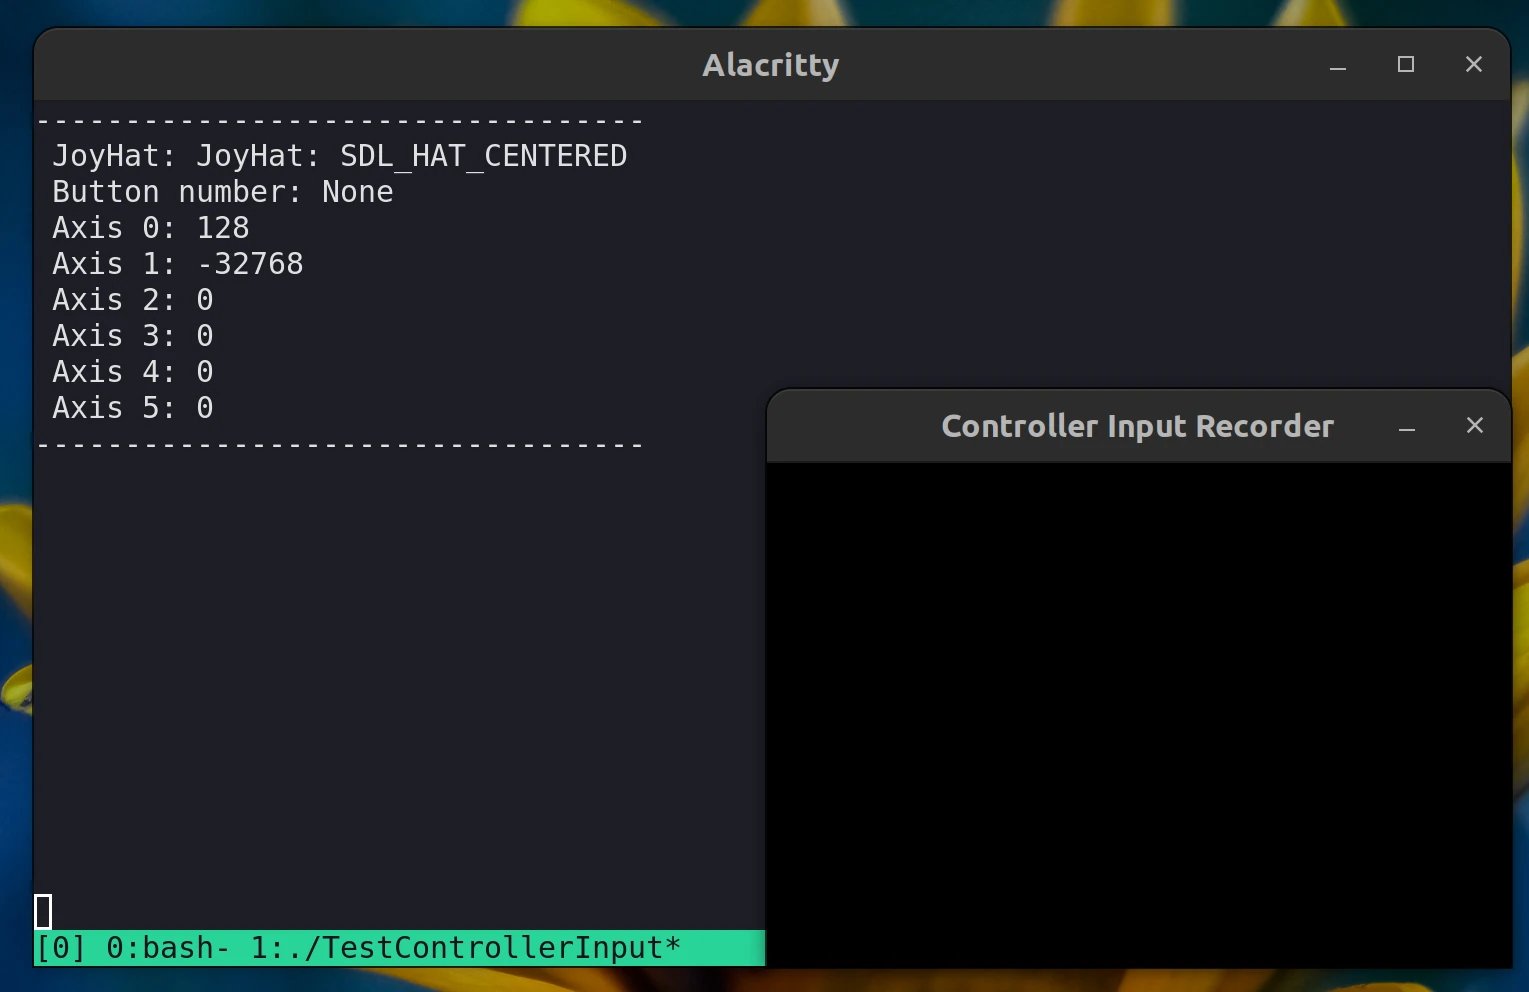 Alacritty
----------------------------------
JoyHat: JoyHat: SDL_HAT_CENTERED
Button number: None
Axis 0: 128
Axis 1: -32768
Axis 2: 0
Axis 3: 0
Axis 4: 0
Axis 5: 0
----------------------------------
Controller Input Recorder
[0] 0:bash- 1:./TestControllerInput*